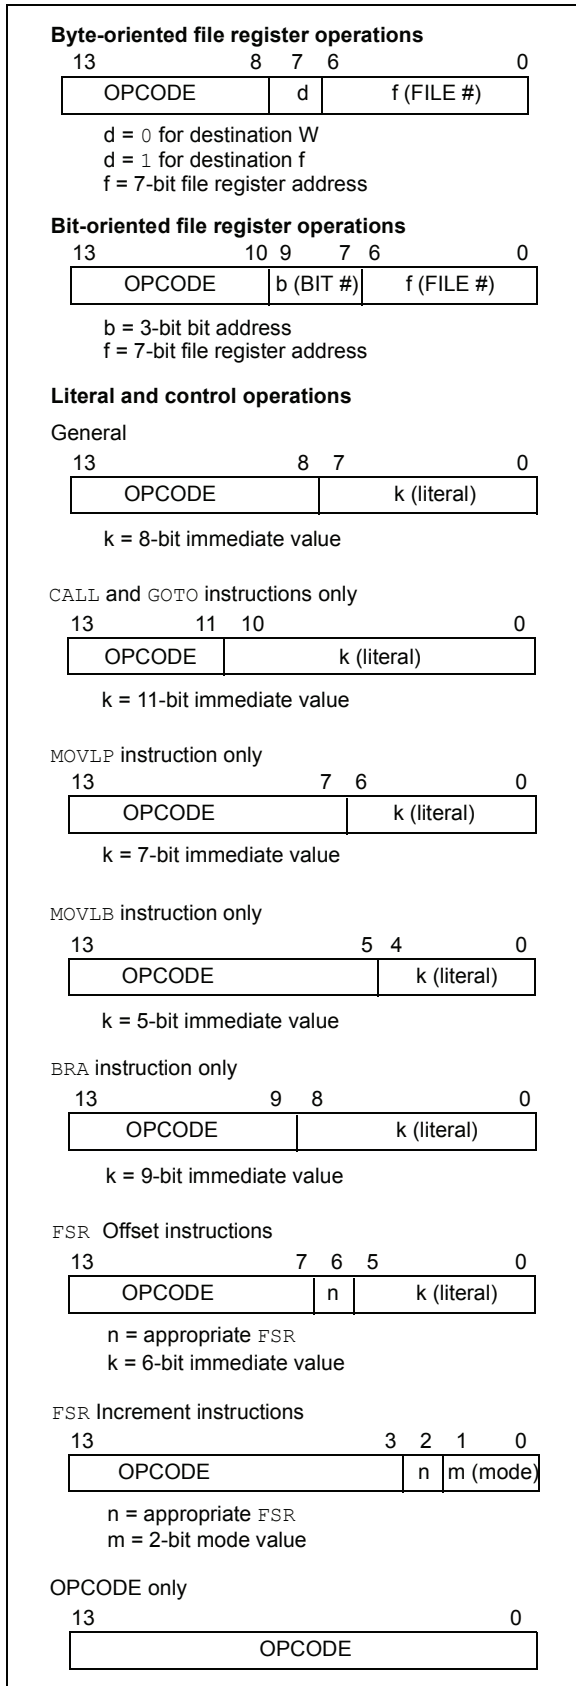 Byte-oriented file register operations
13 8 7 6 0
OPCODE d f (FILE #)
d = 0 for destination W
d = 1 for destination f
f = 7-bit file register address
Bit-oriented file register operations
13 10 9 7 6 0
OPCODE b (BIT #) f (FILE #)
b = 3-bit bit address
f = 7-bit file register address
Literal and control operations
General
13 8 7 0
OPCODE k (literal)
k = 8-bit immediate value
CALL and GOTO instructions only
13 11 10 0
OPCODE k (literal)
k = 11-bit immediate value
MOVLP instruction only
13 7 6 0
OPCODE k (literal)
k = 7-bit immediate value
MOVLB instruction only
13 5 4 0
OPCODE k (literal)
k = 5-bit immediate value
BRA instruction only
13 9 8 0
OPCODE k (literal)
k = 9-bit immediate value
FSR Offset instructions
13 7 6 5 0
OPCODE n k (literal)
n = appropriate FSR
k = 6-bit immediate value
FSR Increment instructions
13 3 2 1 0
OPCODE n m (mode)
n = appropriate FSR
m = 2-bit mode value
OPCODE only
13 0
OPCODE